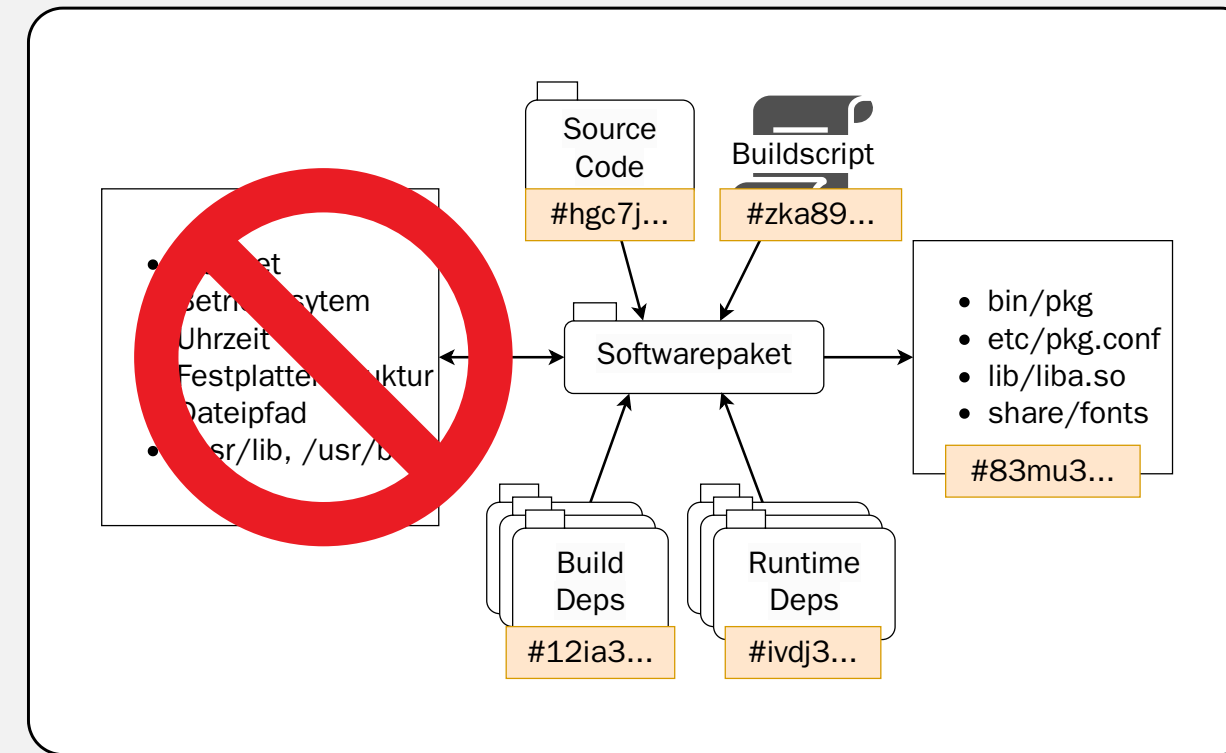 Source
Code
#hgc7j...
Buildscript
#zka89...
Uhrzeit
Dateipfad
Softwarepaket
• bin/pkg
• etc/pkg.conf
• lib/liba.so
• share/fonts
#83mu3...
Build
Deps
#12ia3...
Runtime
Deps
#ivdj3...